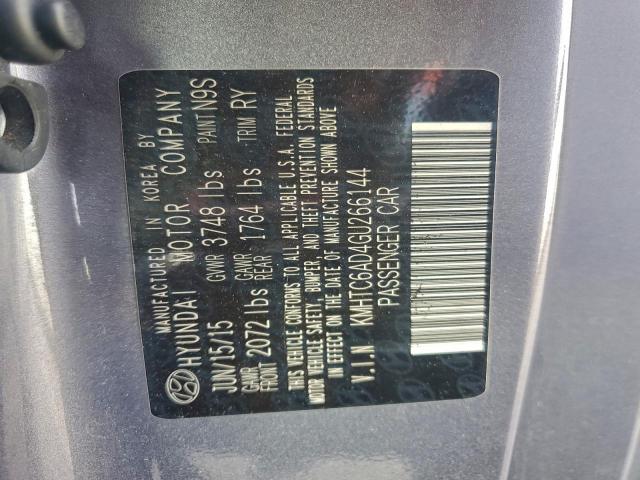 MANUFACTURED IN KOREA BY
HYUNDAI MOTOR COMPANY
JUN/15/15 GVWR 3748 lbs PAINT N9S
GAWR FRONT 2072 lbs GAWR REAR 1764 lbs TRIM RY
THIS VEHICLE CONFORMS TO ALL APPLICABLE U.S.A. FEDERAL
MOTOR VEHICLE SAFETY, BUMPER, AND THEFT PREVENTION STANDARDS
IN EFFECT ON THE DATE OF MANUFACTURE SHOWN ABOVE
V.I.N KMHTC6AD4GU266144
PASSENGER CAR